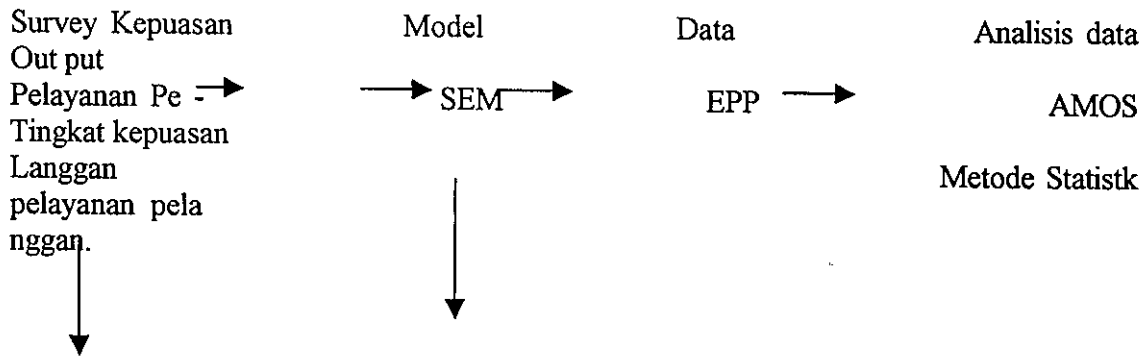 Survey Kepuasan Model Data Analisis data
Out put
Pelayanan Pe - SEM EPP AMOS
Tingkat kepuasan
Langgan Metode Statistk
pelayanan pela
nggan.